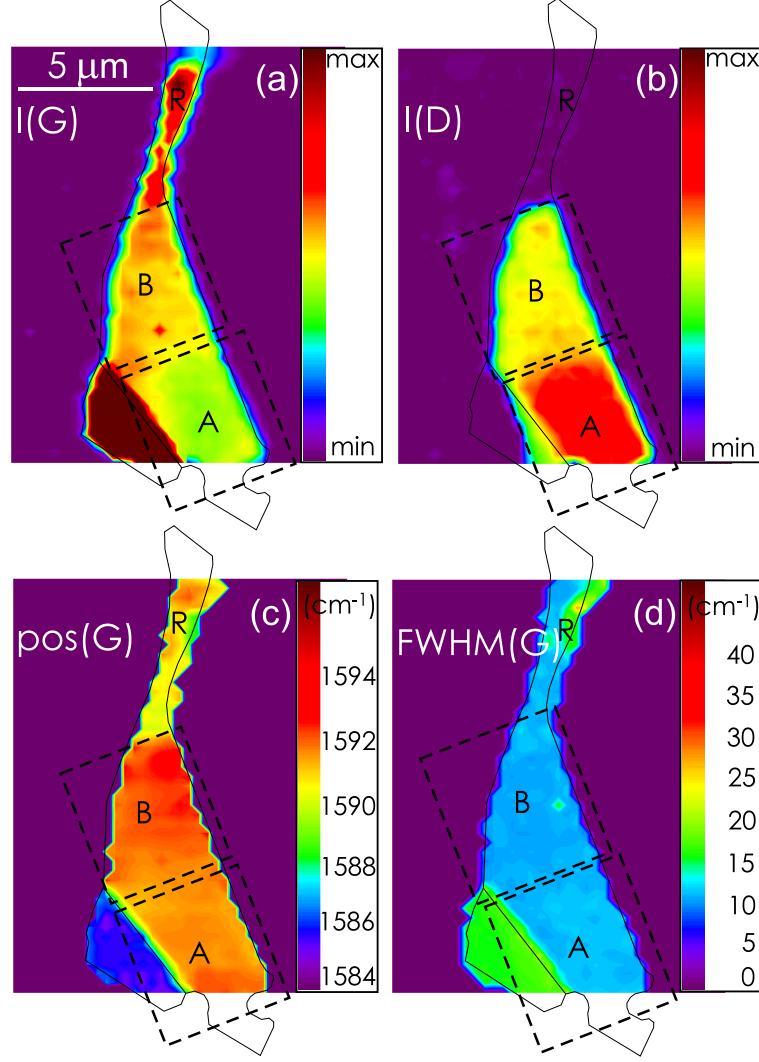 5 μm
(a)
max
I(G)
R
B
A
min
(b)
max
I(D)
R
B
A
min
(c)
(cm⁻¹)
pos(G)
R
1594
1592
B
1590
1588
1586
A
1584
(d)
(cm⁻¹)
FWHM(G)
R
40
35
30
25
B
20
15
10
A
5
0